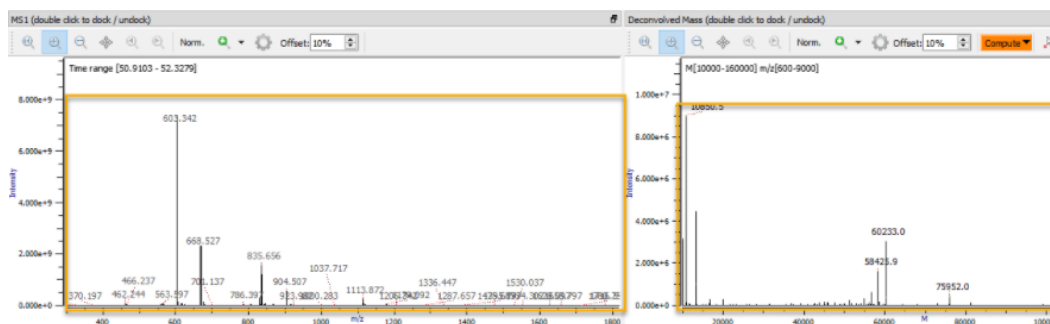 MS1 (double click to dock / undock)
Norm.
Offset: 10%
Time range [50.9103 - 52.3279]
Intensity
8.000e+9
6.000e+9
4.000e+9
2.000e+9
0.000e+0
603.342
668.527
835.656
1037.717
466.237
701.137
904.507
1113.872
1336.447
1530.037
370.197
462.244
563.297
786.397
1287.657
400
600
800
1000
1200
1400
1600
1800
m/z
Deconvolved Mass (double click to dock / undock)
Norm.
Offset: 10%
Compute
M[10000-160000] m/z[600-9000]
Intensity
1.000e+7
8.000e+6
6.000e+6
4.000e+6
2.000e+6
0.000e+0
10850.5
60233.0
58425.9
75952.0
20000
40000
60000
80000
M